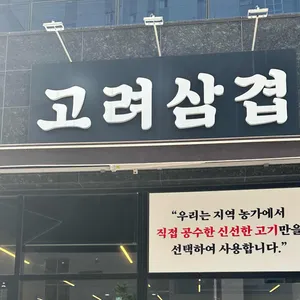 고려삼겹
“우리는 지역 농가에서
직접 공수한 신선한 고기만을
선택하여 사용합니다.”